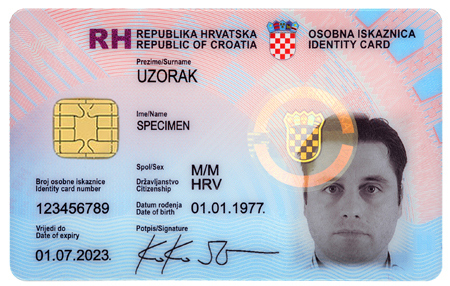 RH REPUBLIKA HRVATSKA
REPUBLIC OF CROATIA
OSOBNA ISKAZNICA
IDENTITY CARD
Prezime/Surname
UZORAK
Ime/Name
SPECIMEN
Spol/Sex
M/M
Broj osobne iskaznice
Identity card number
123456789
Državljanstvo
Citizenship
HRV
Datum rođenja
Date of birth
01.01.1977.
Vrijedi do
Date of expiry
01.07.2023.
Potpis/Signature